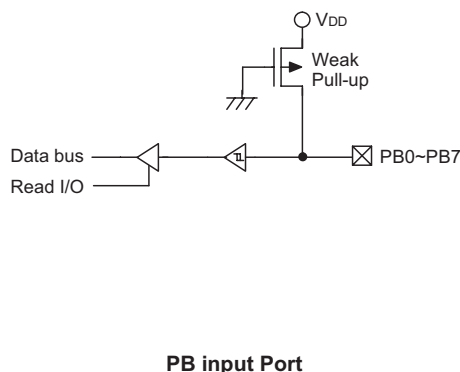 VDD
Weak
Pull-up
Data bus
PB0~PB7
Read I/O
PB input Port